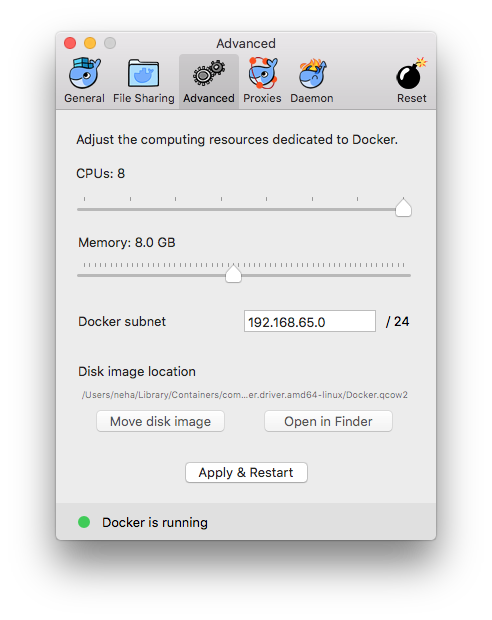 Advanced
General File Sharing Advanced Proxies Daemon Reset
Adjust the computing resources dedicated to Docker.
CPUs: 8
Memory: 8.0 GB
Docker subnet 192.168.65.0 / 24
Disk image location
/Users/neha/Library/Containers/com...er.driver.amd64-linux/Docker.qcow2
Move disk image Open in Finder
Apply & Restart
Docker is running